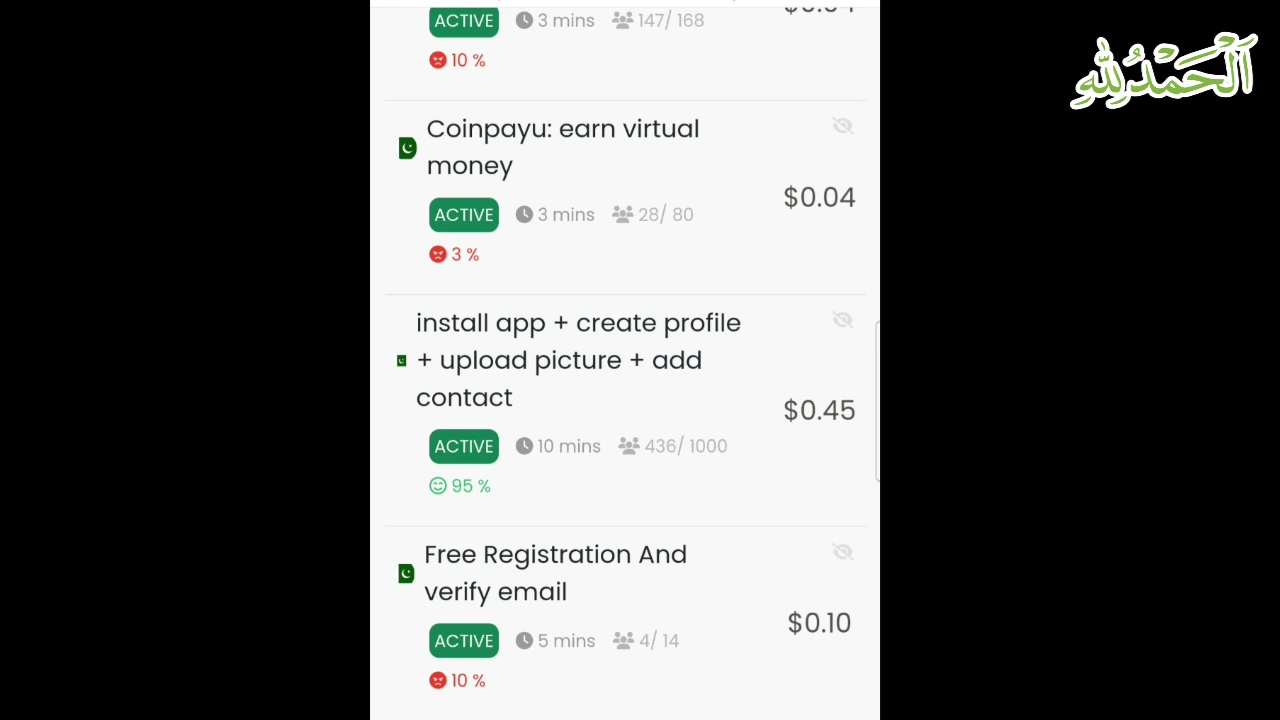 ACTIVE 3 mins 147/ 168
10 %
Coinpayu: earn virtual
money
$0.04
ACTIVE 3 mins 28/ 80
3 %
install app + create profile
+ upload picture + add
contact
$0.45
ACTIVE 10 mins 436/ 1000
95 %
Free Registration And
verify email
$0.10
ACTIVE 5 mins 4/ 14
10 %
اَلْحَمْدُلِلّٰهِ